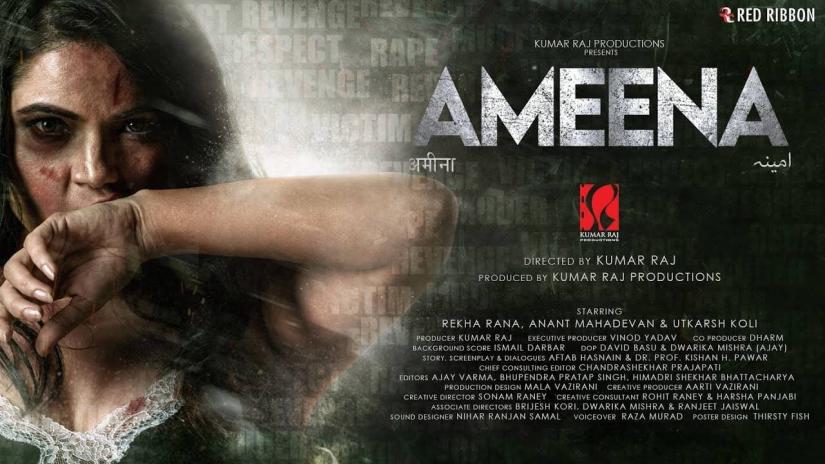 RED RIBBON
KUMAR RAJ PRODUCTIONS
PRESENTS
REVENGE
RAPE
RESPECT
REVENGE
AMEENA
अमीना
امینہ
KUMAR RAJ
PRODUCTIONS
DIRECTED BY KUMAR RAJ
PRODUCED BY KUMAR RAJ PRODUCTIONS
STARRING
REKHA RANA, ANANT MAHADEVAN & UTKARSH KOLI
PRODUCER KUMAR RAJ EXECUTIVE PRODUCER VINOD YADAV CO PRODUCER DHARM
BACKGROUND SCORE ISMAIL DARBAR DOP DAVID BASU & DWARIKA MISHRA (AJAY)
STORY, SCREENPLAY & DIALOGUES AFTAB HASNAIN & DR. PROF. KISHAN H. PAWAR
CHIEF CONSULTING EDITOR CHANDRASHEKHAR PRAJAPATI
EDITORS AJAY VARMA, BHUPENDRA PRATAP SINGH, HIMADRI SHEKHAR BHATTACHARYA
PRODUCTION DESIGN MALA VAZIRANI CREATIVE PRODUCER AARTI VAZIRANI
CREATIVE DIRECTOR SONAM RANEY CREATIVE CONSULTANT ROHIT RANEY & HARSHA PANJABI
ASSOCIATE DIRECTORS BRIJESH KORI, DWARIKA MISHRA & RANJEET JAISWAL
SOUND DESIGNER NIHAR RANJAN SAMAL VOICEOVER RAZA MURAD POSTER DESIGN THIRSTY FISH